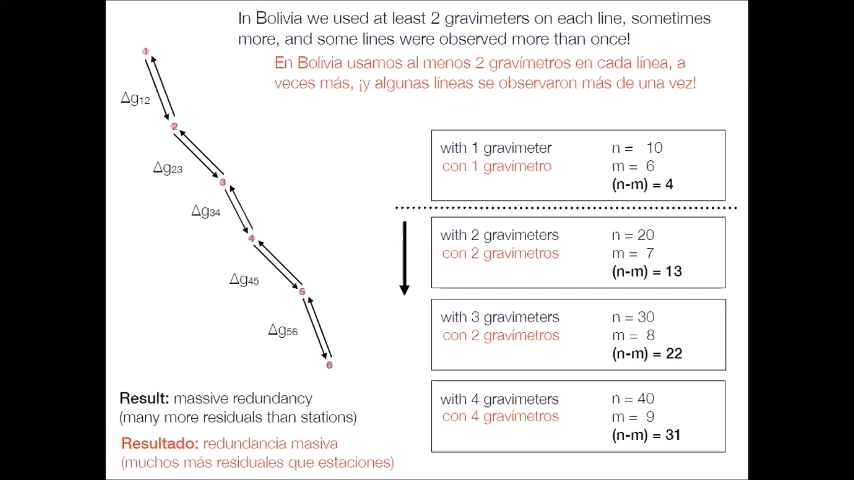 In Bolivia we used at least 2 gravimeters on each line, sometimes
more, and some lines were observed more than once!
En Bolivia usamos al menos 2 gravímetros en cada línea, a
veces más, ¡y algunas líneas se observaron más de una vez!
1
Δg12
2
Δg23
3
Δg34
4
Δg45
5
Δg56
6
with 1 gravimeter n = 10
con 1 gravímetro m = 6
(n-m) = 4
with 2 gravimeters n = 20
con 2 gravímetros m = 7
(n-m) = 13
with 3 gravimeters n = 30
con 2 gravímetros m = 8
(n-m) = 22
with 4 gravimeters n = 40
con 4 gravímetros m = 9
(n-m) = 31
Result: massive redundancy
(many more residuals than stations)
Resultado: redundancia masiva
(muchos más residuales que estaciones)